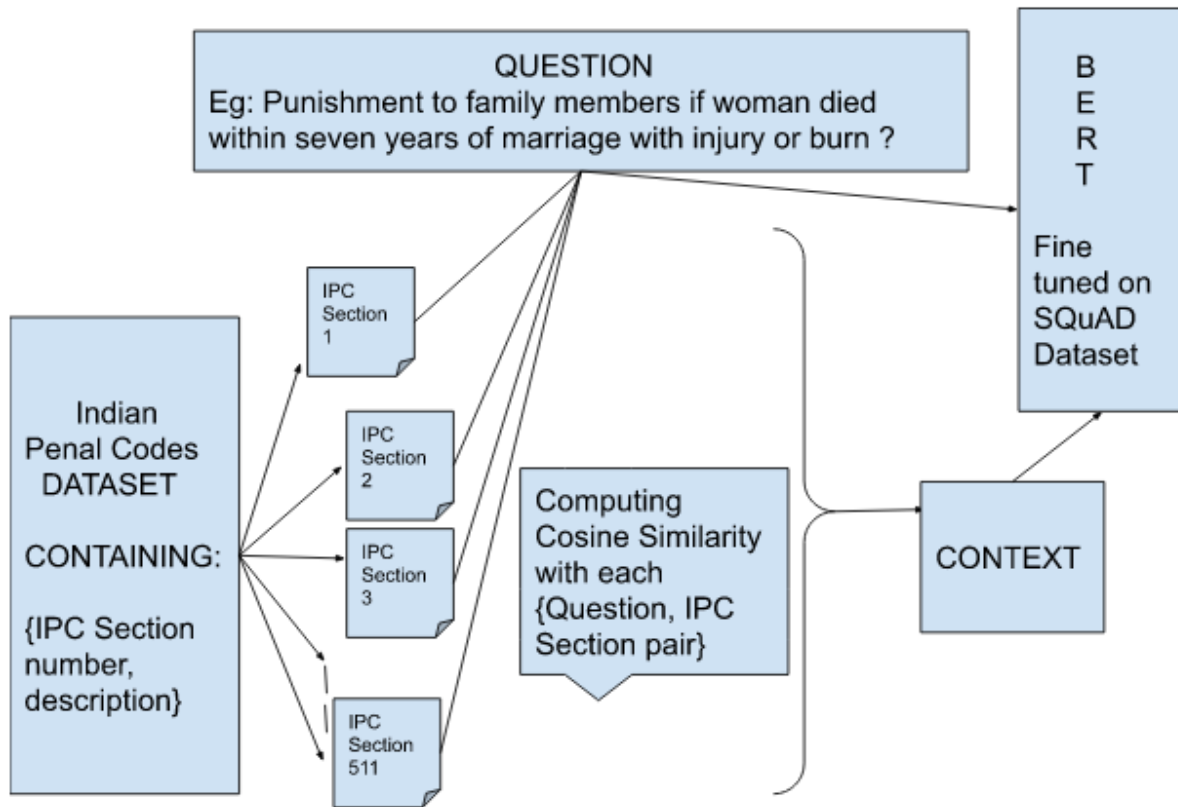 QUESTION
Eg: Punishment to family members if woman died
within seven years of marriage with injury or burn ?
B
E
R
T
Fine
tuned on
SQuAD
Dataset
IPC
Section
1
IPC
Section
2
IPC
Section
3
IPC
Section
511
Indian
Penal Codes
DATASET
CONTAINING:
{IPC Section
number,
description}
Computing
Cosine Similarity
with each
{Question, IPC
Section pair}
CONTEXT